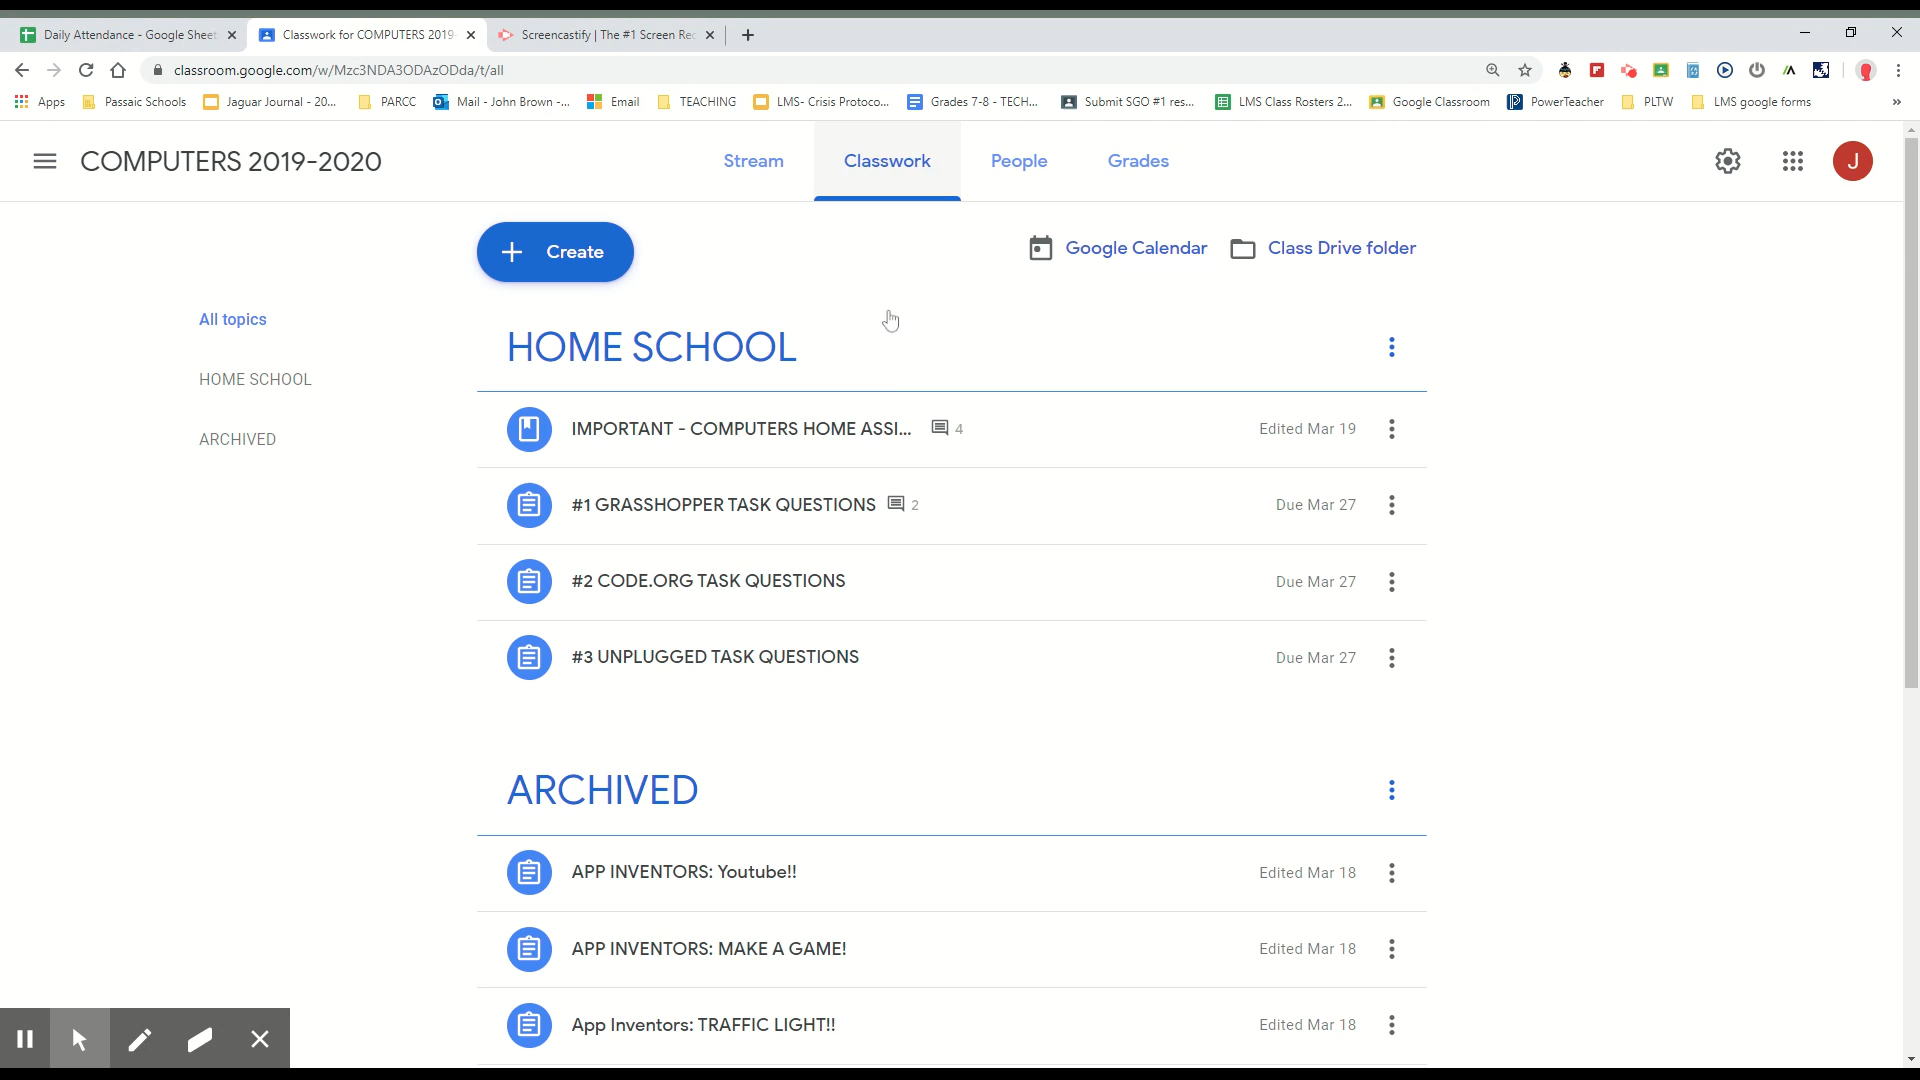 Daily Attendance - Google Sheet
Classwork for COMPUTERS 2019-
Screencastify | The #1 Screen Rec
classroom.google.com/w/Mzc3NDA3ODAzODda/t/all
Apps
Passaic Schools
Jaguar Journal - 20...
PARCC
Mail - John Brown -...
Email
TEACHING
LMS- Crisis Protoco...
Grades 7-8 - TECH...
Submit SGO #1 res...
LMS Class Rosters 2...
Google Classroom
PowerTeacher
PLTW
LMS google forms
COMPUTERS 2019-2020
Stream
Classwork
People
Grades
J
Create
Google Calendar
Class Drive folder
All topics
HOME SCHOOL
ARCHIVED
HOME SCHOOL
IMPORTANT - COMPUTERS HOME ASSI... 4 Edited Mar 19
#1 GRASSHOPPER TASK QUESTIONS 2 Due Mar 27
#2 CODE.ORG TASK QUESTIONS Due Mar 27
#3 UNPLUGGED TASK QUESTIONS Due Mar 27
ARCHIVED
APP INVENTORS: Youtube!! Edited Mar 18
APP INVENTORS: MAKE A GAME! Edited Mar 18
App Inventors: TRAFFIC LIGHT!! Edited Mar 18